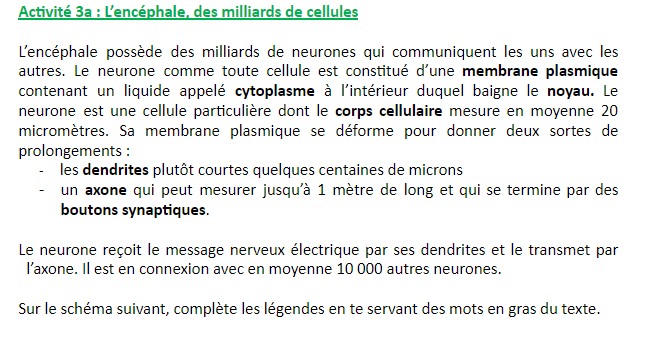 Activité 3a : L'encéphale, des milliards de cellules
L'encéphale possède des milliards de neurones qui communiquent les uns avec les
autres. Le neurone comme toute cellule est constitué d'une membrane plasmique
contenant un liquide appelé cytoplasme à l'intérieur duquel baigne le noyau. Le
neurone est une cellule particulière dont le corps cellulaire mesure en moyenne 20
micromètres. Sa membrane plasmique se déforme pour donner deux sortes de
prolongements :
- les dendrites plutôt courtes quelques centaines de microns
- un axone qui peut mesurer jusqu'à 1 mètre de long et qui se termine par des
boutons synaptiques.
Le neurone reçoit le message nerveux électrique par ses dendrites et le transmet par
l'axone. Il est en connexion avec en moyenne 10 000 autres neurones.
Sur le schéma suivant, complète les légendes en te servant des mots en gras du texte.